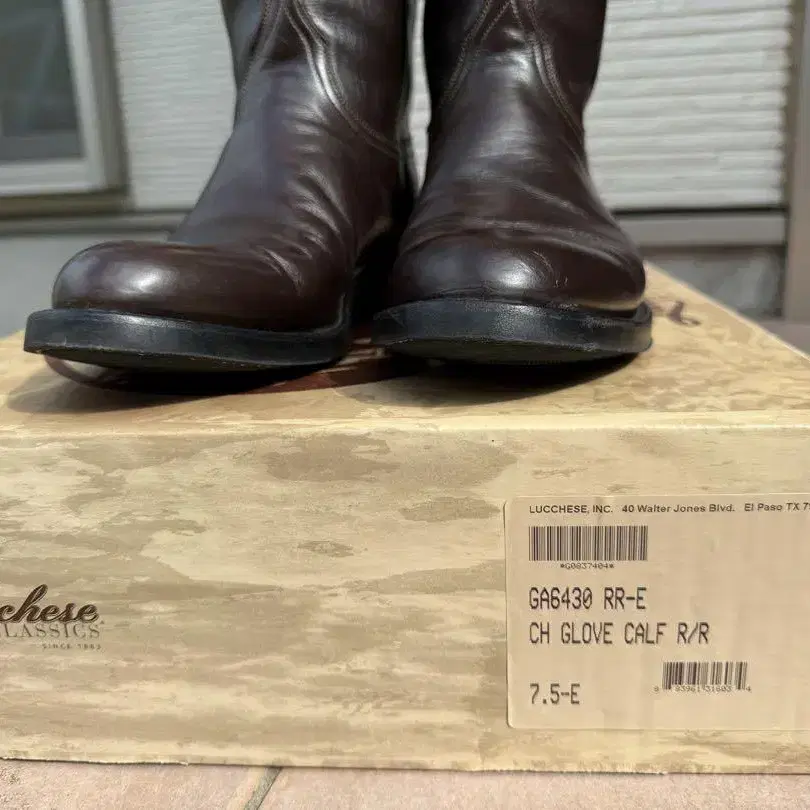 LUCCHESE, INC. 40 Walter Jones Blvd. El Paso TX
*G0837404*
GA6430 RR-E
CH GLOVE CALF R/R
7.5-E
chese
CLASSICS
SINCE 1883